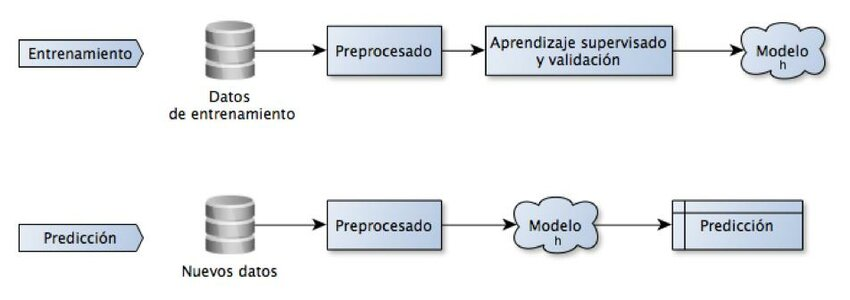 Entrenamiento
Datos
de entrenamiento
Preprocesado
Aprendizaje supervisado
y validación
Modelo
h
Predicción
Nuevos datos
Preprocesado
Modelo
h
Predicción